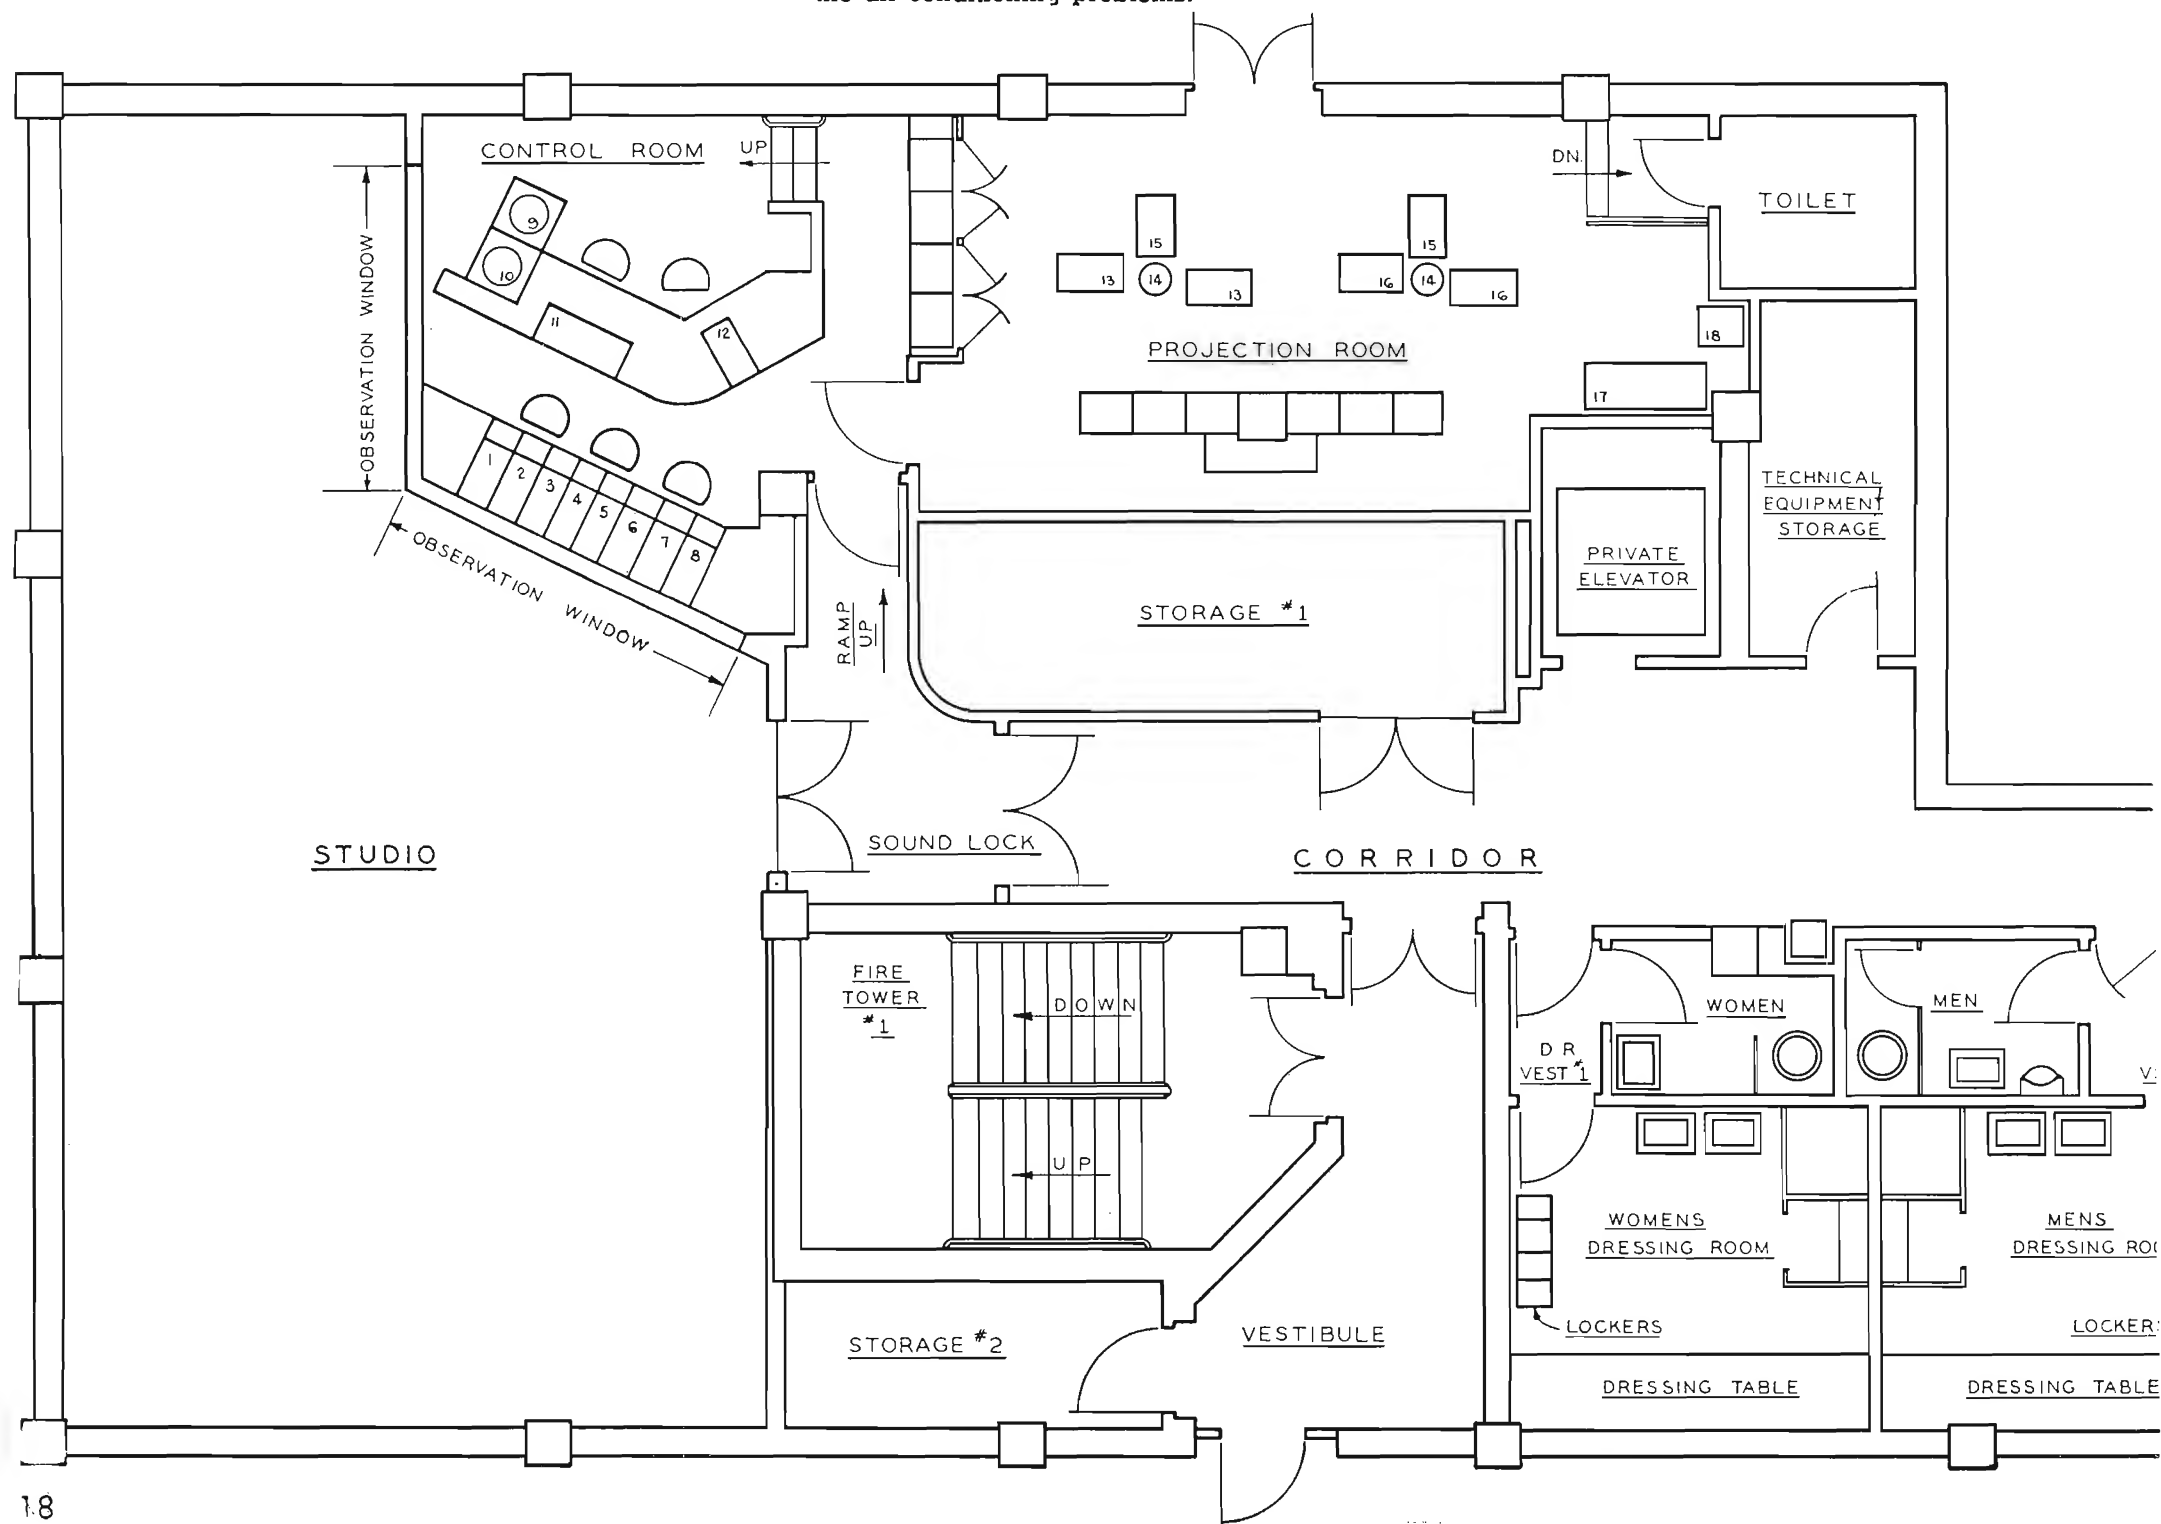 CONTROL ROOM
UP
OBSERVATION WINDOW
9
10
11
12
1
2
3
4
5
6
7
8
OBSERVATION WINDOW
DN.
TOILET
15
13
14
13
15
16
14
16
PROJECTION ROOM
18
17
TECHNICAL
EQUIPMENT
STORAGE
PRIVATE
ELEVATOR
STORAGE #1
RAMP
UP
STUDIO
SOUND LOCK
CORRIDOR
FIRE
TOWER
#1
DOWN
UP
WOMEN
MEN
DR
VEST #1
WOMENS
DRESSING ROOM
MENS
DRESSING
LOCKERS
STORAGE #2
VESTIBULE
DRESSING TABLE
DRESSING TABLE
18